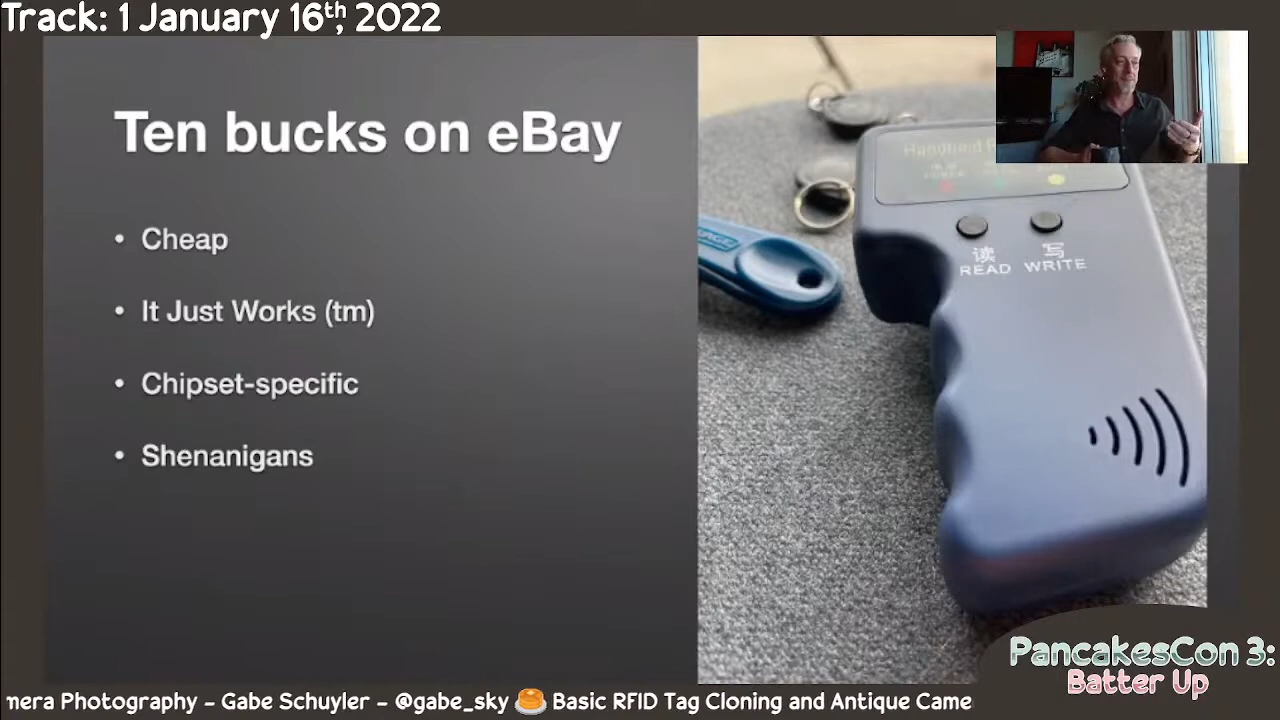 Track: 1 January 16th, 2022
Ten bucks on eBay
• Cheap
• It Just Works (tm)
• Chipset-specific
• Shenanigans
读 写
READ WRITE
PancakesCon 3:
Batter Up
mera Photography - Gabe Schuyler - @gabe_sky 🥞 Basic RFID Tag Cloning and Antique Came